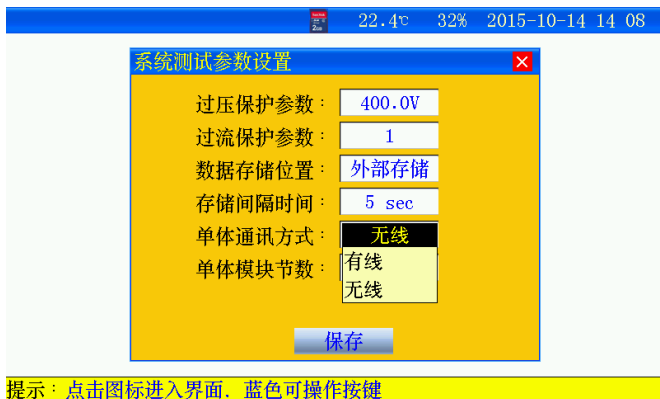 22.4℃ 32% 2015-10-14 14 08
系统测试参数设置
过压保护参数: 400.0V
过流保护参数: 1
数据存储位置: 外部存储
存储间隔时间: 5 sec
单体通讯方式: 无线
单体模块节数:
有线
无线
保存
提示:点击图标进入界面. 蓝色可操作按键